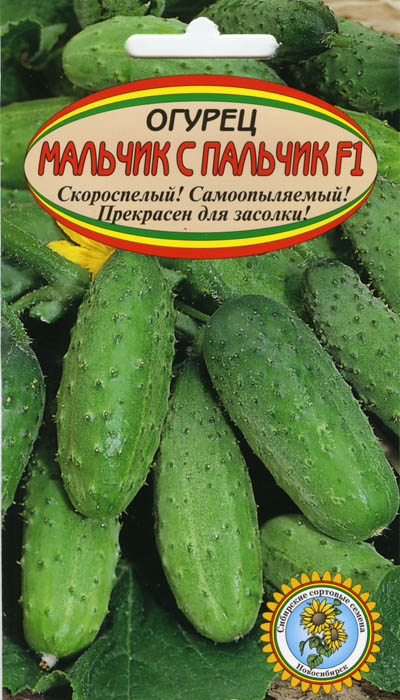 ОГУРЕЦ
МАЛЬЧИК С ПАЛЬЧИК F1
Скороспелый! Самоопыляемый!
Прекрасен для засолки!
Сибирские сортовые семена
Новосибирск